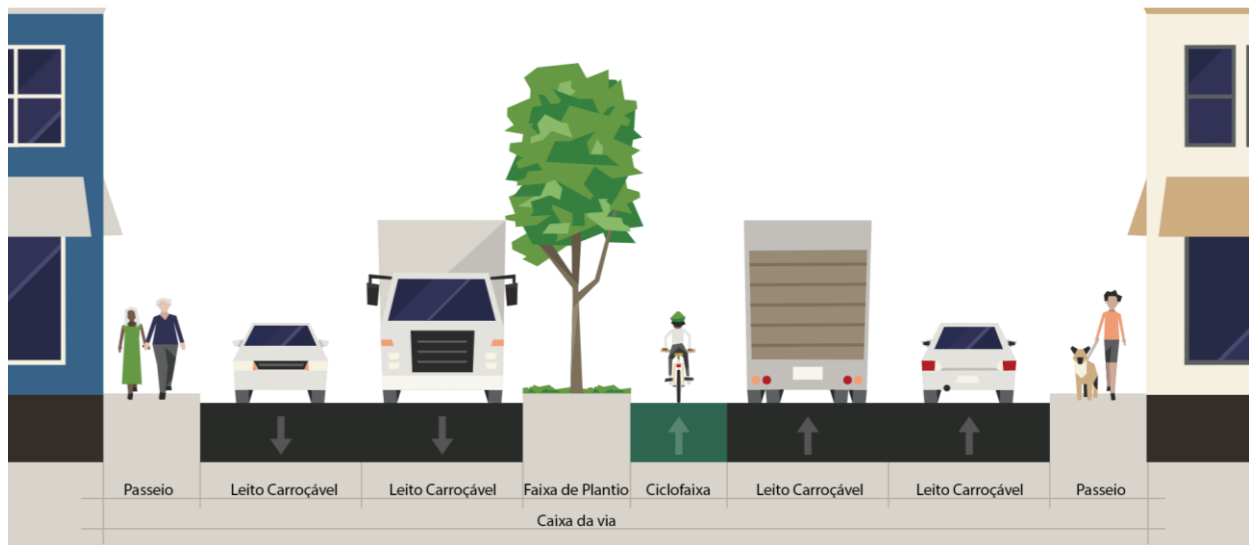 Passeio
Leito Carroçável
Leito Carroçável
Faixa de Plantio
Ciclofaixa
Leito Carroçável
Leito Carroçável
Passeio
Caixa da via